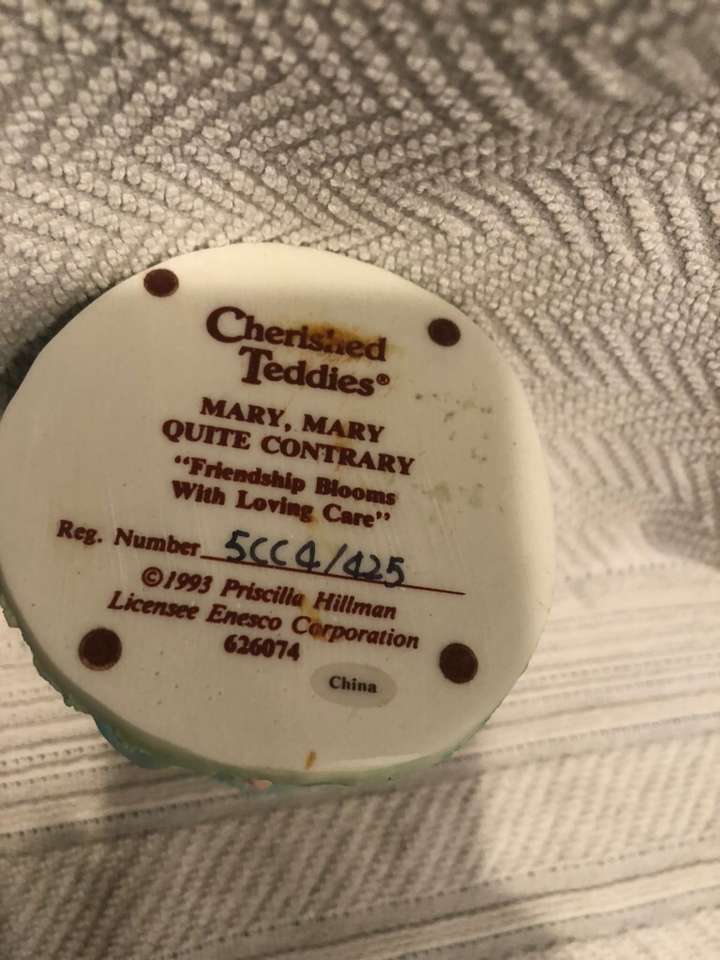 Cherished
Teddies®
MARY, MARY
QUITE CONTRARY
“Friendship Blooms
With Loving Care”
Reg. Number 5CC4/425
©1993 Priscilla Hillman
Licensee Enesco Corporation
626074
China